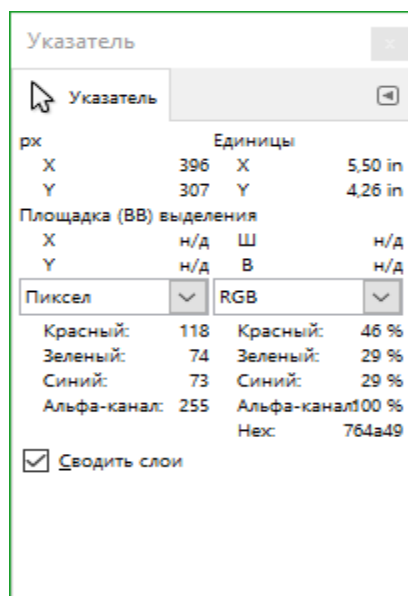 Указатель
Указатель
px Единицы
X 396 X 5,50 in
Y 307 Y 4,26 in
Площадка (BB) выделения
X н/д Ш н/д
Y н/д В н/д
Пиксел RGB
Красный: 118 Красный: 46 %
Зеленый: 74 Зеленый: 29 %
Синий: 73 Синий: 29 %
Альфа-канал: 255 Альфа-канал100 %
Hex: 764a49
Сводить слои